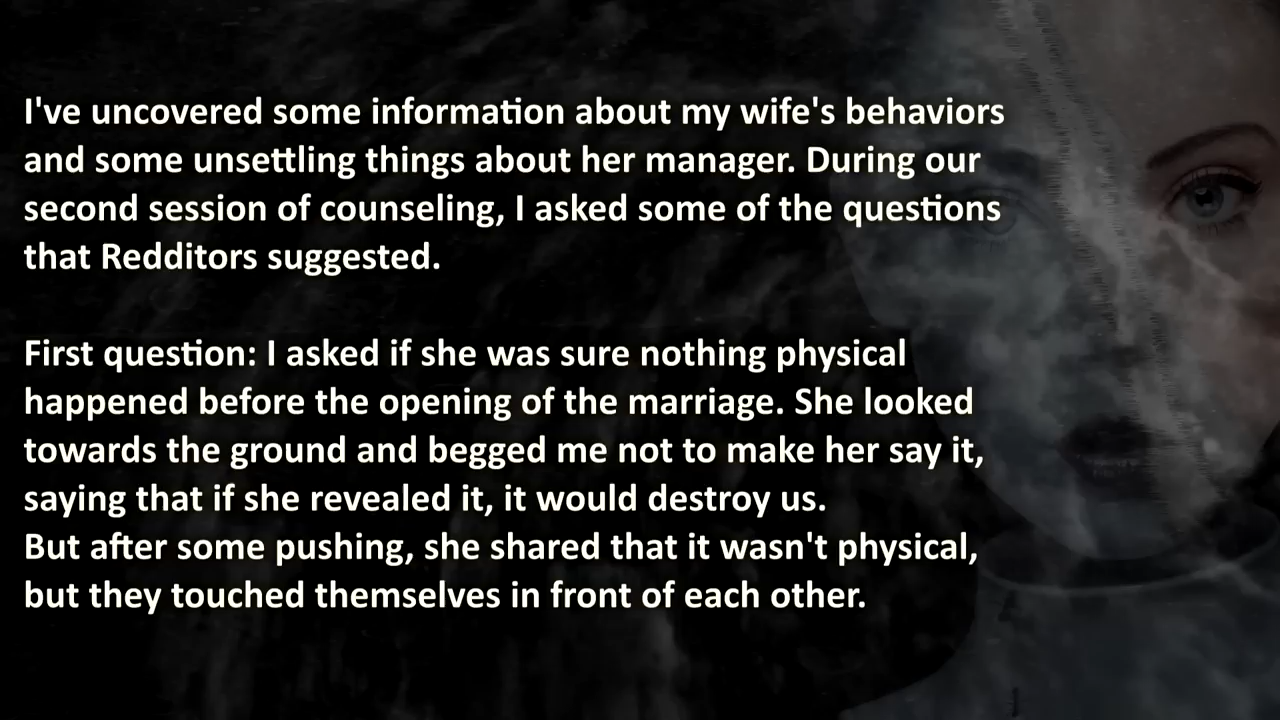 I've uncovered some information about my wife's behaviors
and some unsettling things about her manager. During our
second session of counseling, I asked some of the questions
that Redditors suggested.
First question: I asked if she was sure nothing physical
happened before the opening of the marriage. She looked
towards the ground and begged me not to make her say it,
saying that if she revealed it, it would destroy us.
But after some pushing, she shared that it wasn't physical,
but they touched themselves in front of each other.